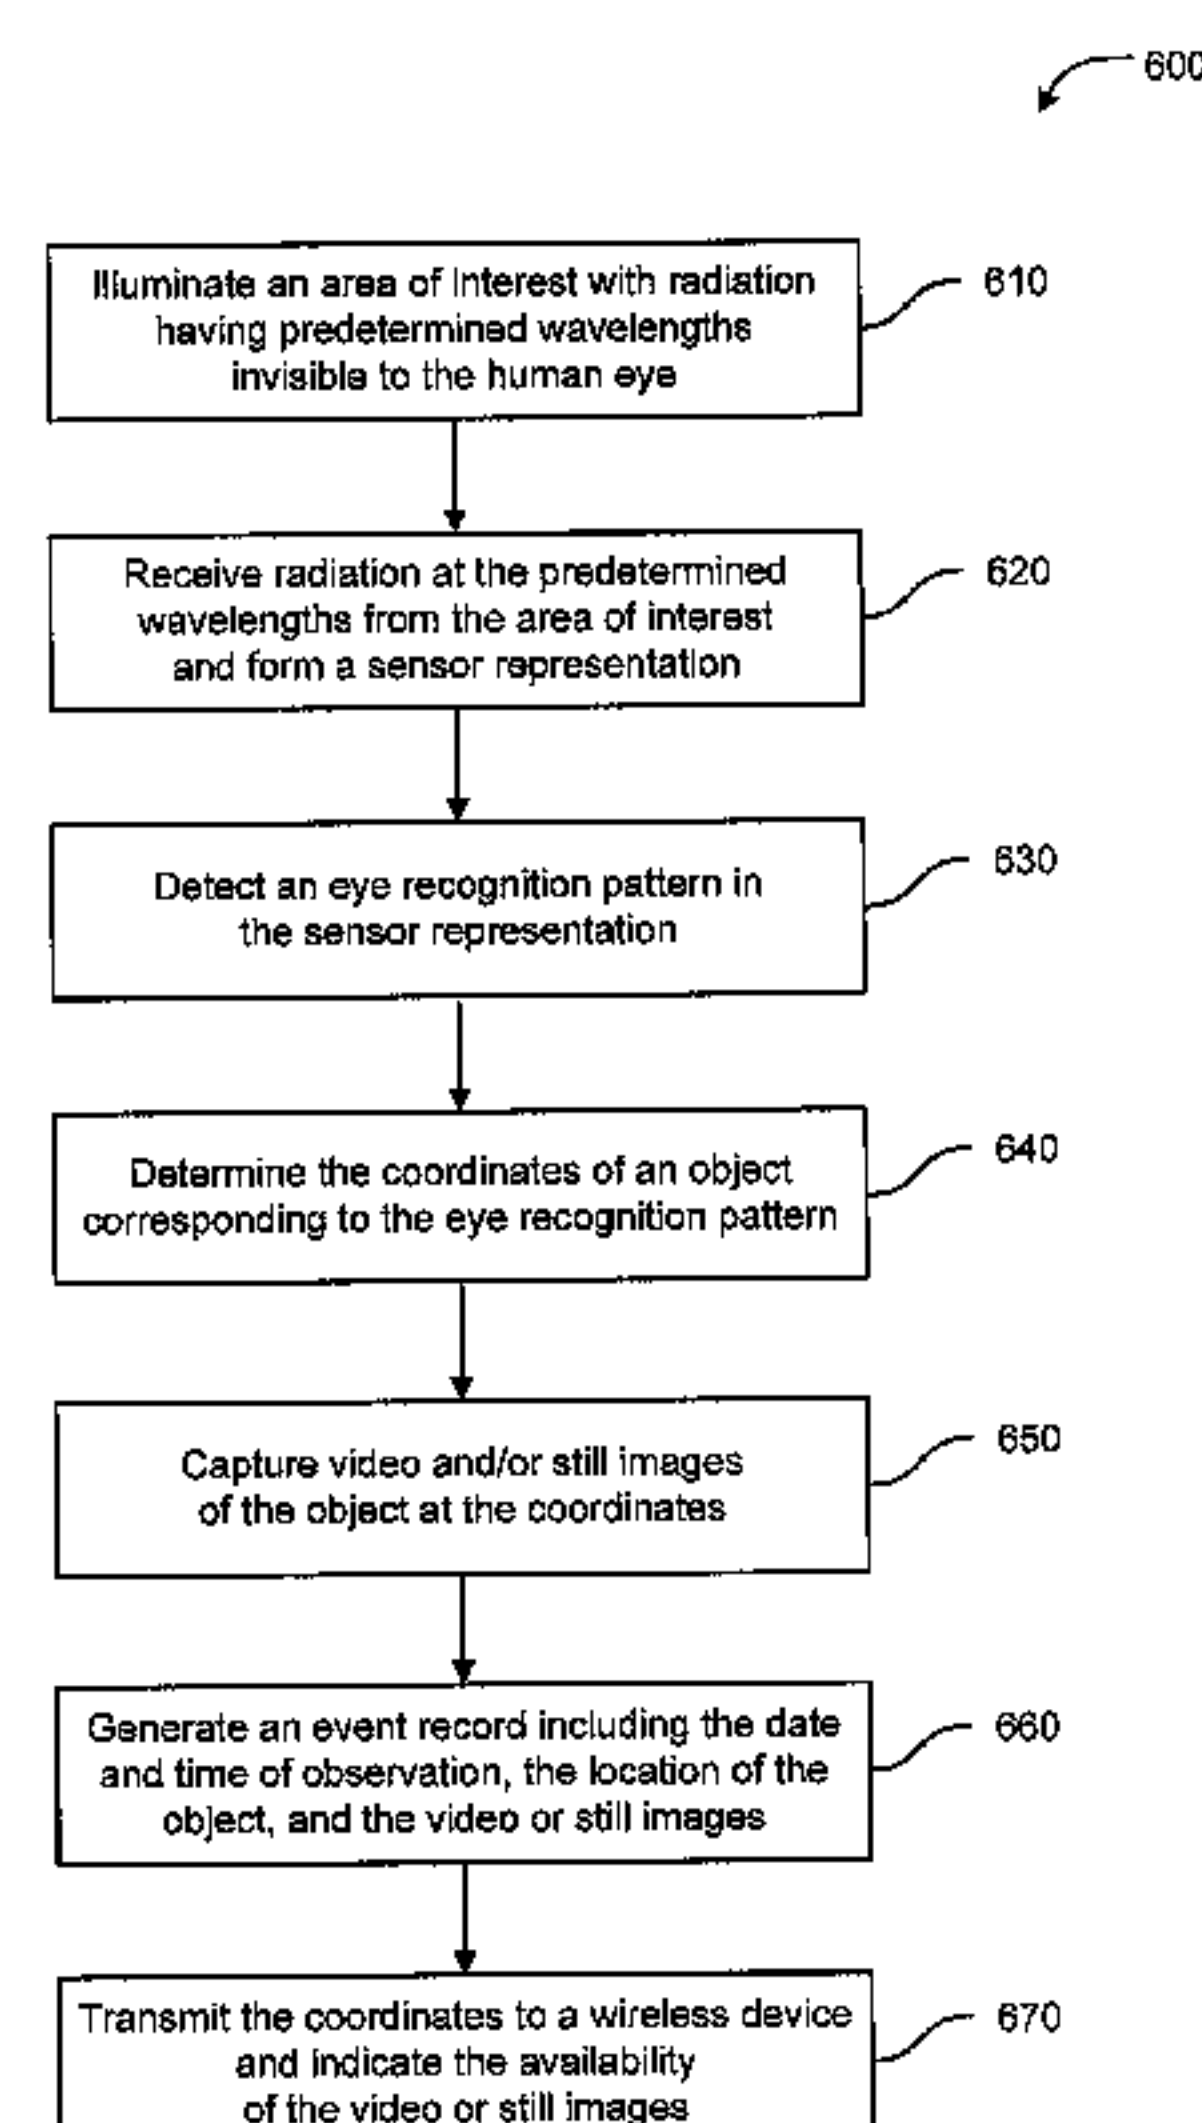 600
Illuminate an area of Interest with radiation
having predetermined wavelengths
invisible to the human eye
610
Receive radiation at the predetermined
wavelengths from the area of interest
and form a sensor representation
620
Detect an eye recognition pattern in
the sensor representation
630
Determine the coordinates of an object
corresponding to the eye recognition pattern
640
Capture video and/or still images
of the object at the coordinates
650
Generate an event record including the date
and time of observation, the location of the
object, and the video or still images
660
Transmit the coordinates to a wireless device
and indicate the availability
of the video or still images
670